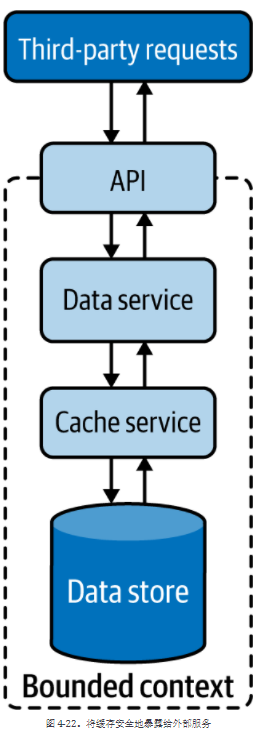 Third-party requests
API
Data service
Cache service
Data store
Bounded context
图 4-22. 将缓存安全地暴露给外部服务